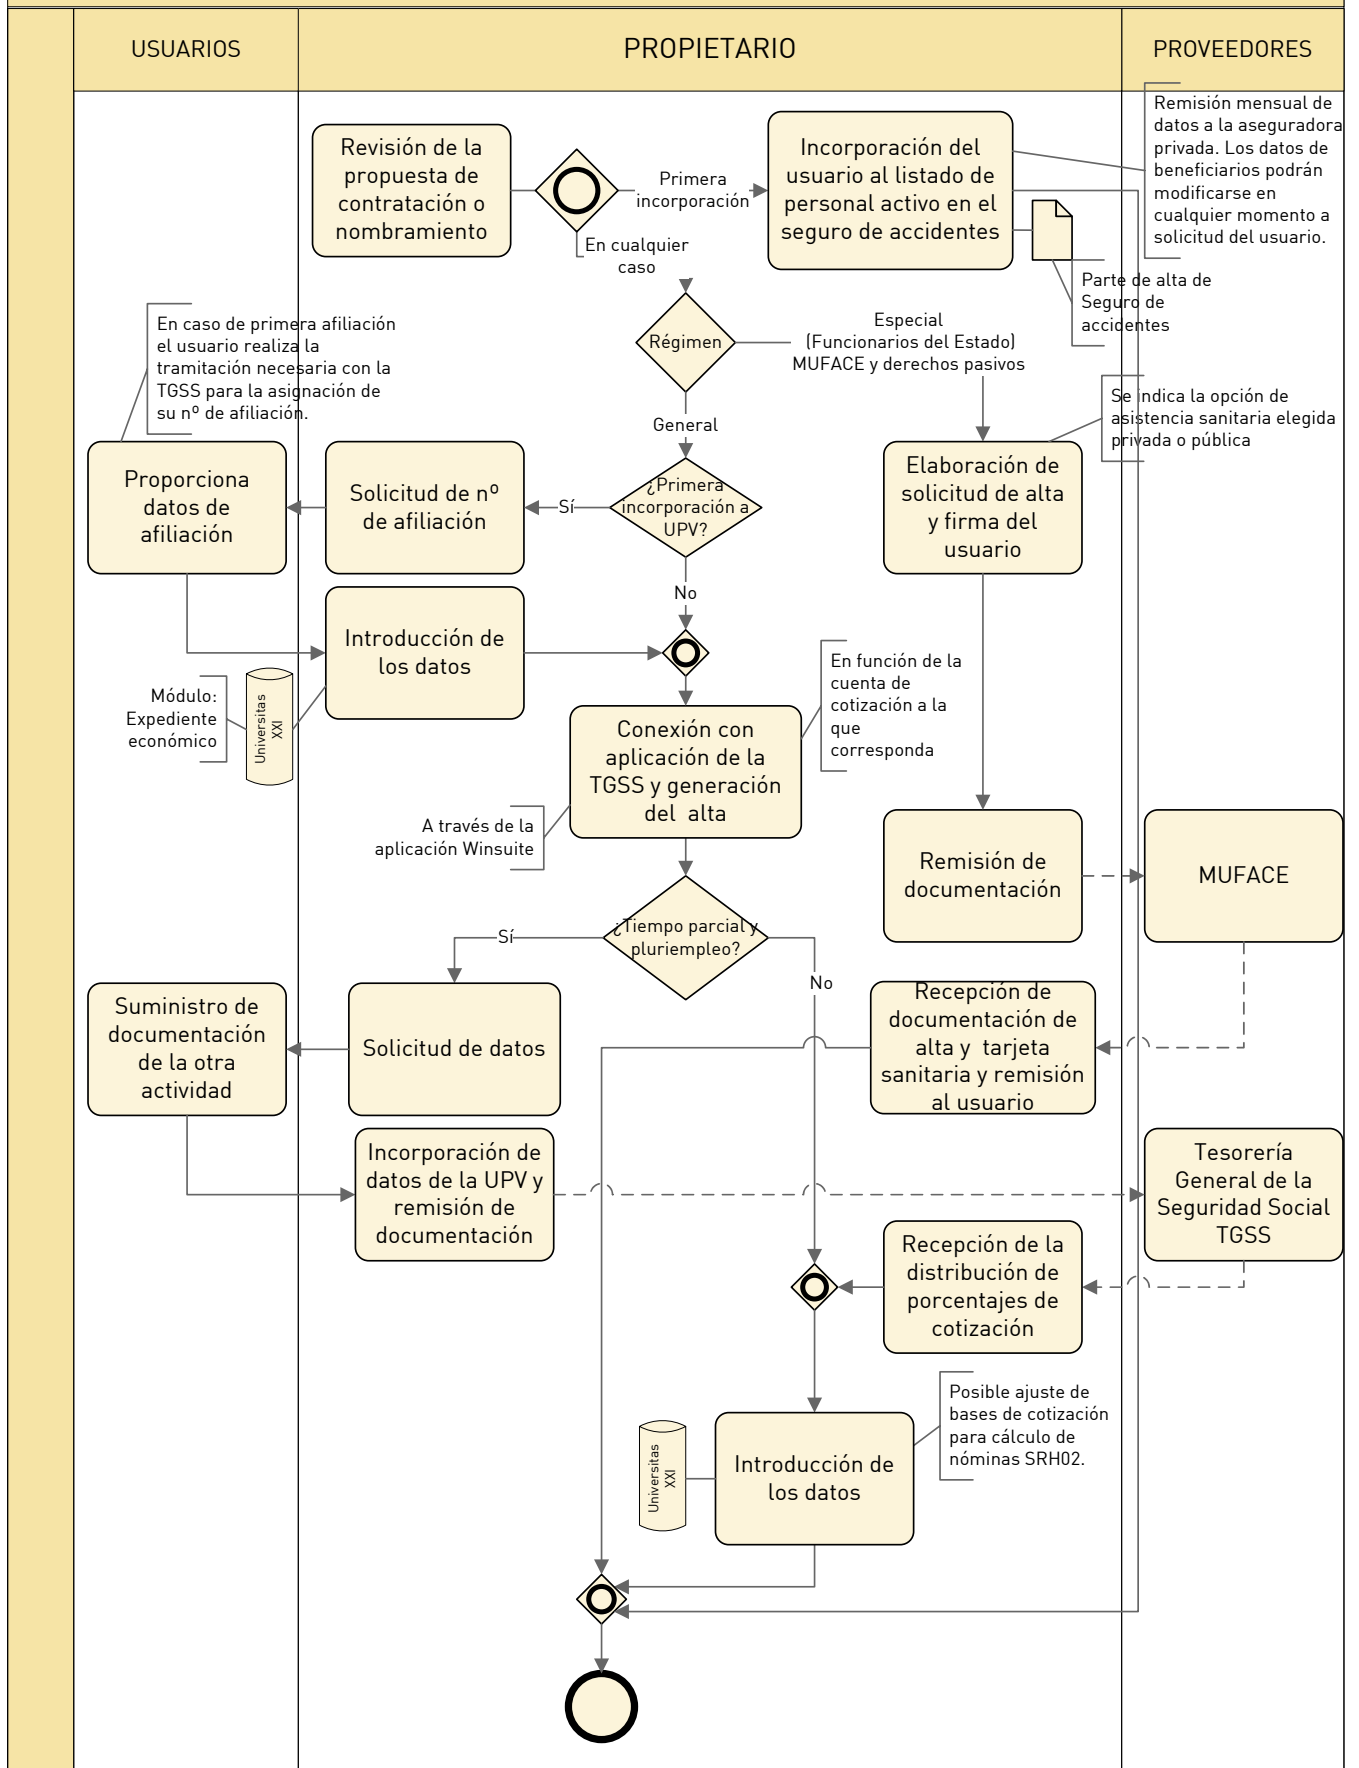 USUARIOS
PROPIETARIO
PROVEEDORES
Revisión de la
propuesta de
contratación o
nombramiento
Primera
incorporación
Incorporación del
usuario al listado de
personal activo en el
seguro de accidentes
Remisión mensual de
datos a la aseguradora
privada. Los datos de
beneficiarios podrán
modificarse en
cualquier momento a
solicitud del usuario.
En cualquier
caso
Parte de alta de
Seguro de
accidentes
En caso de primera afiliación
el usuario realiza la
tramitación necesaria con la
TGSS para la asignación de
su nº de afiliación.
Régimen
Especial
(Funcionarios del Estado)
MUFACE y derechos pasivos
General
Se indica la opción de
asistencia sanitaria elegida
privada o pública
Proporciona
datos de
afiliación
Solicitud de nº
de afiliación
Sí
¿Primera
incorporación a
UPV?
Elaboración de
solicitud de alta
y firma del
usuario
No
Introducción de
los datos
Módulo:
Expediente
económico
Universitas
XXI
En función de la
cuenta de
cotización a la
que
corresponda
Conexión con
aplicación de la
TGSS y generación
del  alta
A través de la
aplicación Winsuite
Remisión de
documentación
MUFACE
¿Tiempo parcial y
pluriempleo?
Sí
No
Suministro de
documentación
de la otra
actividad
Solicitud de datos
Recepción de
documentación de
alta y  tarjeta
sanitaria y remisión
al usuario
Incorporación de
datos de la UPV y
remisión de
documentación
Tesorería
General de la
Seguridad Social
TGSS
Recepción de la
distribución de
porcentajes de
cotización
Posible ajuste de
bases de cotización
para cálculo de
nóminas SRH02.
Universitas
XXI
Introducción de
los datos